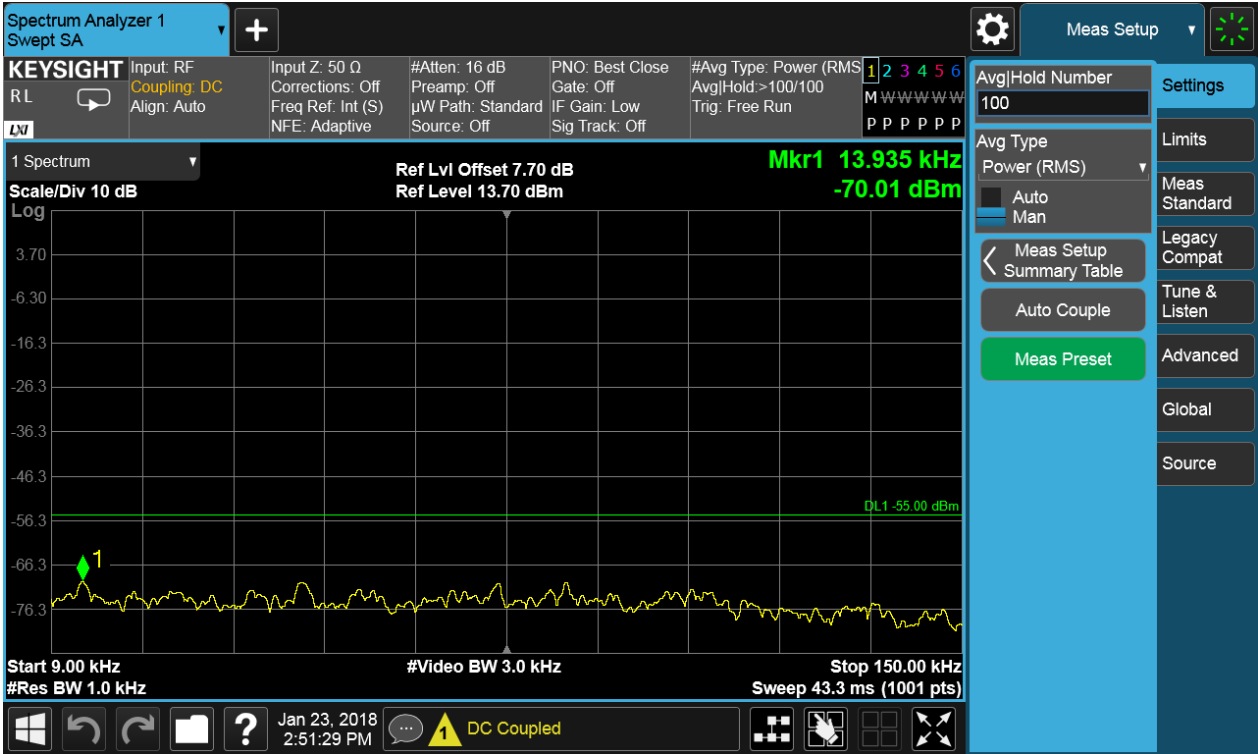 Spectrum Analyzer 1
Swept SA
+
Meas Setup
KEYSIGHT
R L
LXI
Input: RF
Coupling: DC
Align: Auto
Input Z: 50 Ω
Corrections: Off
Freq Ref: Int (S)
NFE: Adaptive
#Atten: 16 dB
Preamp: Off
µW Path: Standard
Source: Off
PNO: Best Close
Gate: Off
IF Gain: Low
Sig Track: Off
#Avg Type: Power (RMS
Avg|Hold:>100/100
Trig: Free Run
1 2 3 4 5 6
M W W W W W
P P P P P P
1 Spectrum
Scale/Div 10 dB
Log
Ref Lvl Offset 7.70 dB
Ref Level 13.70 dBm
Mkr1 13.935 kHz
-70.01 dBm
3.70
-6.30
-16.3
-26.3
-36.3
-46.3
-56.3
-66.3
-76.3
DL1 -55.00 dBm
1
Start 9.00 kHz
#Res BW 1.0 kHz
#Video BW 3.0 kHz
Stop 150.00 kHz
Sweep 43.3 ms (1001 pts)
Avg|Hold Number
100
Avg Type
Power (RMS)
Auto
Man
Meas Setup
Summary Table
Auto Couple
Meas Preset
Settings
Limits
Meas
Standard
Legacy
Compat
Tune &
Listen
Advanced
Global
Source
?
Jan 23, 2018
2:51:29 PM
1
DC Coupled